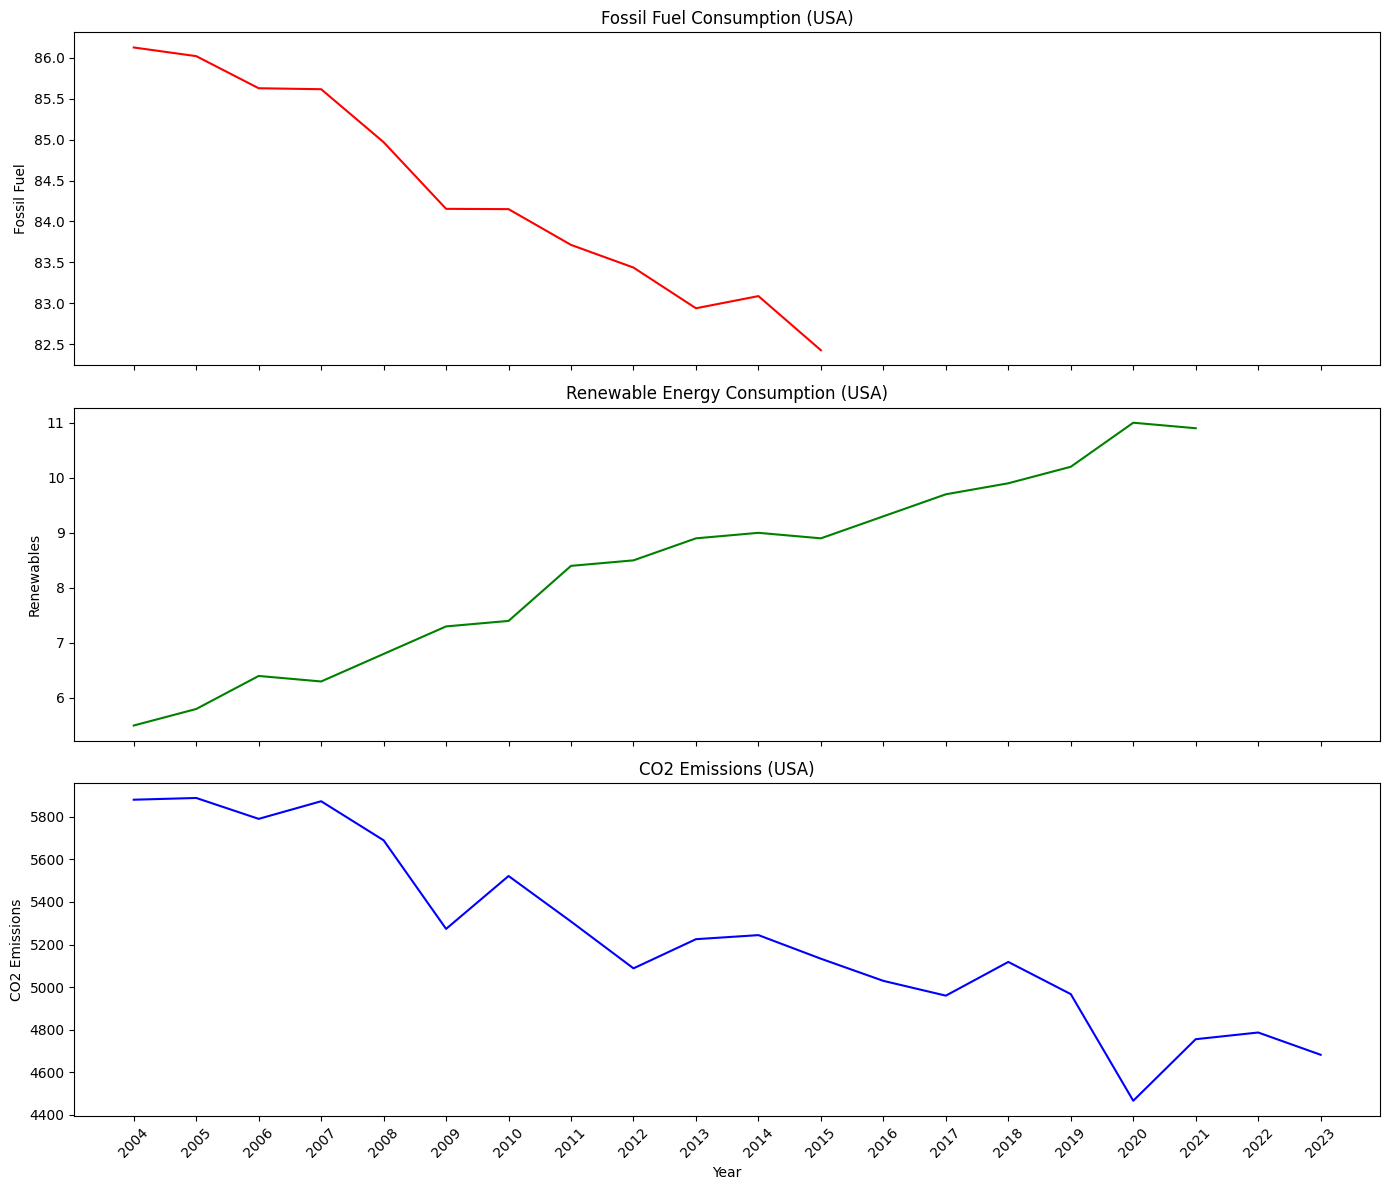 Fossil Fuel Consumption (USA)
86.0
85.5
85.0
84.5
84.0
83.5
83.0
82.5
Fossil Fuel
Renewable Energy Consumption (USA)
11
10
9
8
7
6
Renewables
CO2 Emissions (USA)
5800
5600
5400
5200
5000
4800
4600
4400
CO2 Emissions
2004 2005 2006 2007 2008 2009 2010 2011 2012 2013 2014 2015 2016 2017 2018 2019 2020 2021 2022 2023
Year